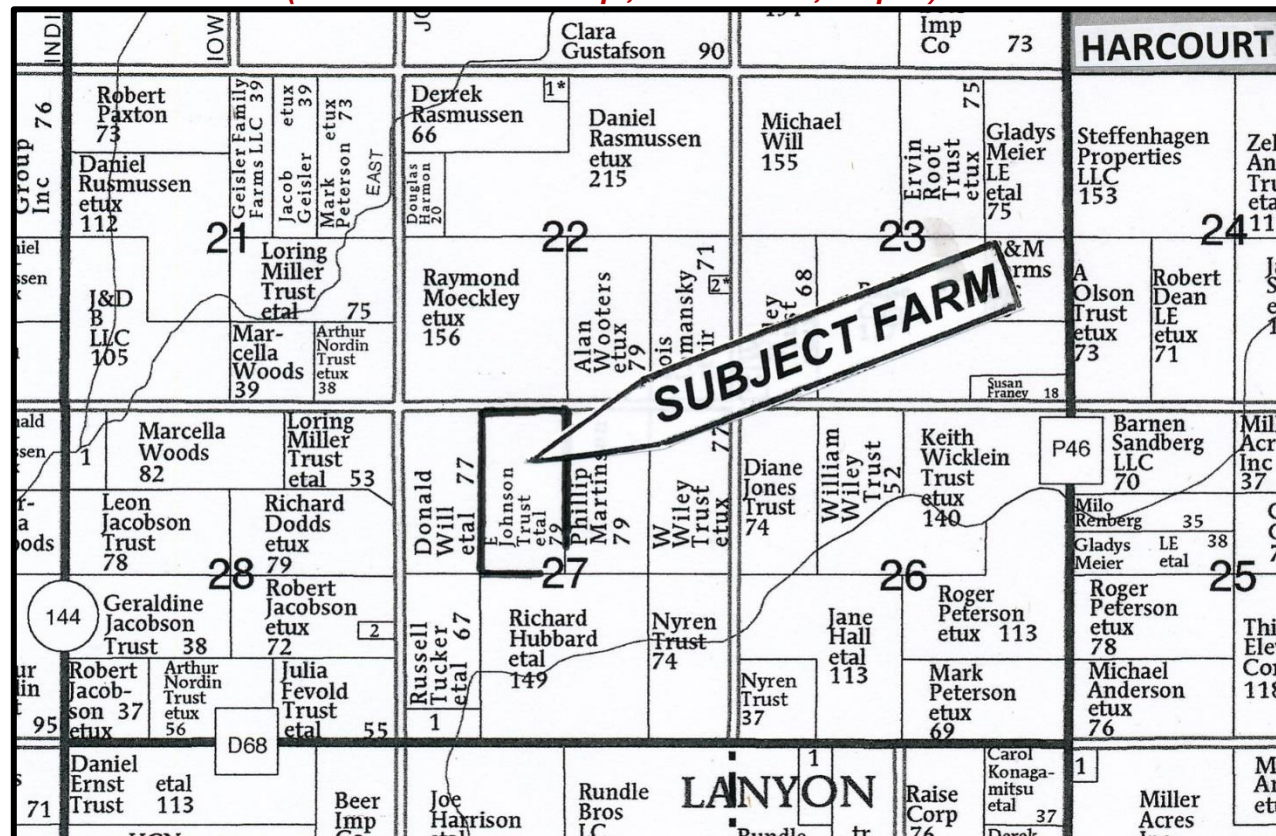 INDI
IOW
Clara
Gustafson 90
Imp
Co 73
HARCOURT
Group
Inc 76
Robert
Paxton
73
Geisler Family
Farms LLC 39
Jacob etux
Geisler 39
Mark etux
Peterson 73
EAST
Derrek
Rasmussen
66
1*
Daniel
Rasmussen
etux
215
Michael
Will
155
Ervin
Root
Trust
etux 75
Gladys
Meier
LE
etal
75
Steffenhagen
Properties
LLC
153
Daniel
Rusmussen
etux
112
Douglas
Harmon
20
21
22
23
24
J&D
B
LLC
105
Loring
Miller
Trust
etal 75
Raymond
Moeckley
etux
156
Alan
Wooters
etux
79
71
2*
68
A
Olson
Trust
etux
73
Robert
Dean
LE
etux
71
Mar-
cella
Woods
39
Arthur
Nordin
Trust
etux
38
SUBJECT FARM
Susan
Franey 18
Marcella
Woods
82
1
Loring
Miller
Trust
etal 53
Donald
Will
etal 77
E
Johnson
Trust
etal
79
Phillip
Martins
79
W
Wiley
Trust
etux
77
Diane
Jones
Trust
74
William
Wiley
Trust
52
Keith
Wicklein
Trust
etux
140
P46
Barnen
Sandberg
LLC
70
Inc
37
Leon
Jacobson
Trust
78
Richard
Dodds
etux
79
Milo
Renberg 35
Gladys LE 38
Meier etal
28
27
26
25
144
Geraldine
Jacobson
Trust 38
Robert
Jacobson
etux
72
2
Russell
Tucker
etal 67
1
Richard
Hubbard
etal
149
Nyren
Trust
74
Jane
Hall
etal
113
Roger
Peterson
etux 113
Roger
Peterson
etux
78
Robert
Jacob-
son 37
etux
95
Arthur
Nordin
Trust
etux
56
Julia
Fevold
Trust
etal 55
Nyren
Trust
37
Mark
Peterson
etux
69
Michael
Anderson
etux
76
118
D68
71
Daniel
Ernst etal
Trust 113
Beer
Imp
Joe
Harrison
Rundle
Bros
LANYON
1
Raise
Corp
76
Carol
Konaga-
mitsu
etal 37
1
Miller
Acres